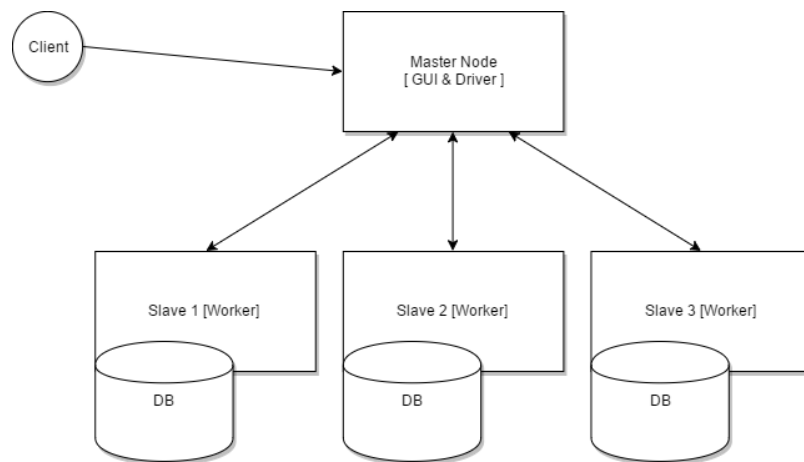 Client
Master Node
[ GUI & Driver ]
Slave 1 [Worker]
Slave 2 [Worker]
Slave 3 [Worker]
DB
DB
DB